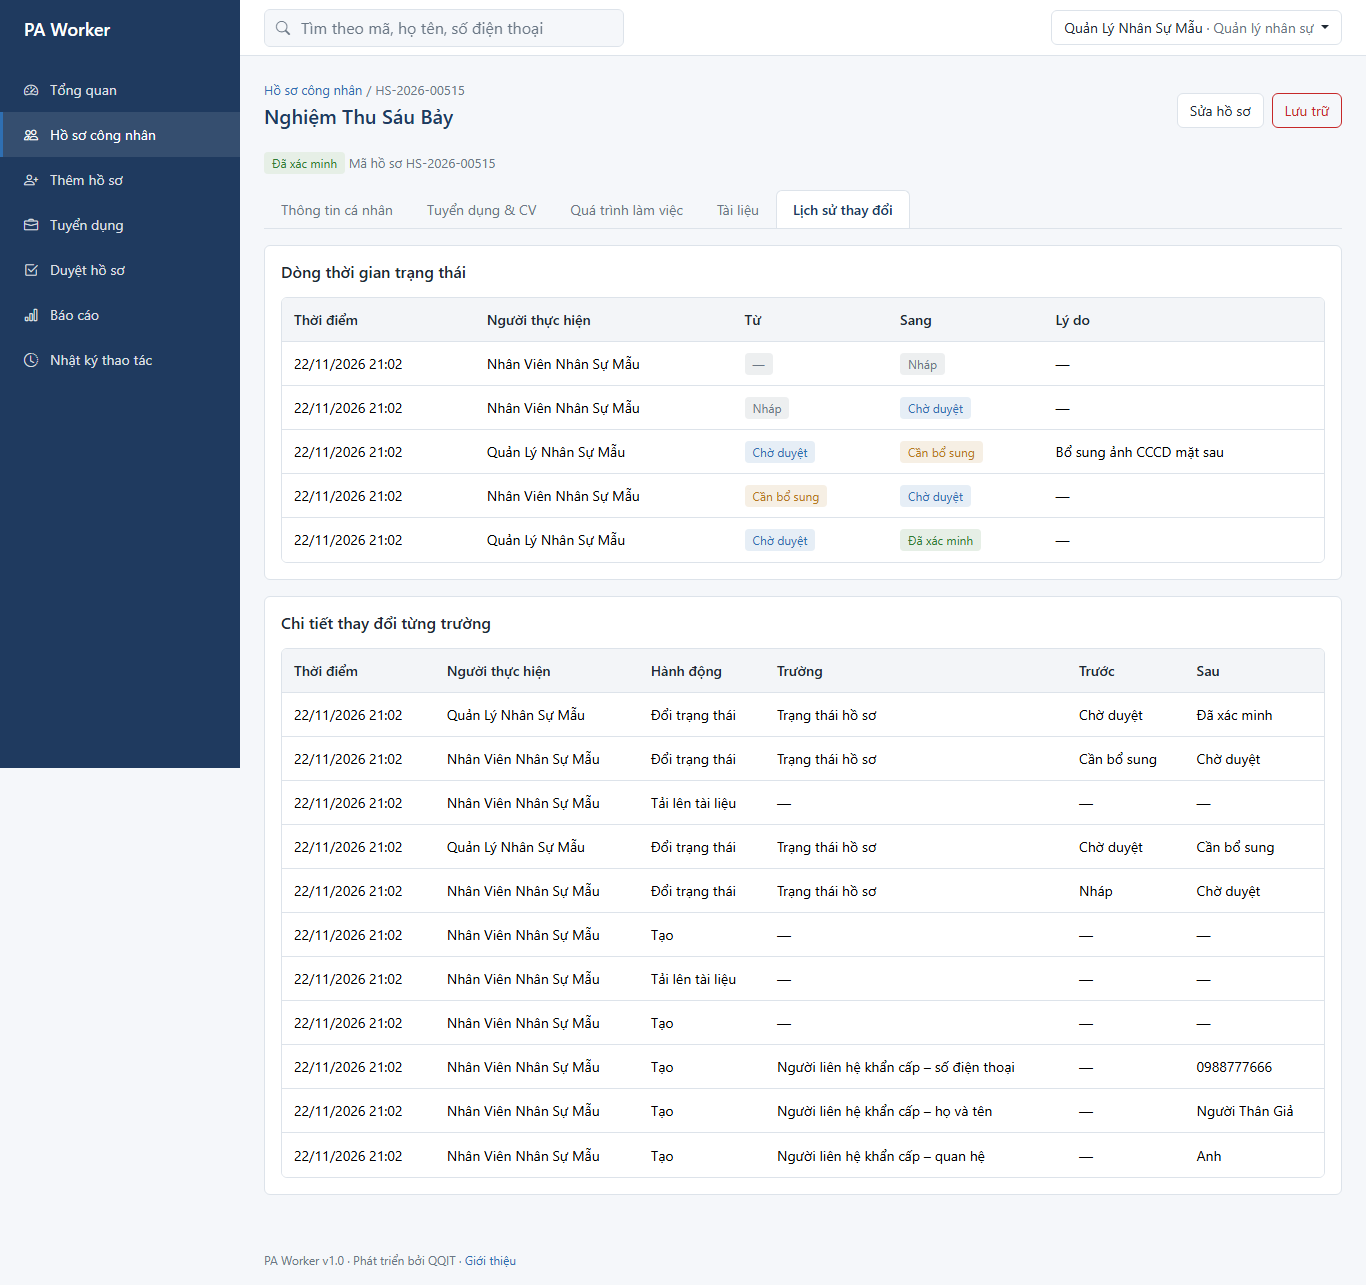 PA Worker
Tìm theo mã, họ tên, số điện thoại
Quản Lý Nhân Sự Mẫu · Quản lý nhân sự
Tổng quan
Hồ sơ công nhân
Thêm hồ sơ
Tuyển dụng
Duyệt hồ sơ
Báo cáo
Nhật ký thao tác
Hồ sơ công nhân / HS-2026-00515
Nghiệm Thu Sáu Bảy
Sửa hồ sơ
Lưu trữ
Đã xác minh Mã hồ sơ HS-2026-00515
Thông tin cá nhân Tuyển dụng & CV Quá trình làm việc Tài liệu Lịch sử thay đổi
Dòng thời gian trạng thái
Thời điểm Người thực hiện Từ Sang Lý do
22/11/2026 21:02 Nhân Viên Nhân Sự Mẫu — Nháp —
22/11/2026 21:02 Nhân Viên Nhân Sự Mẫu Nháp Chờ duyệt —
22/11/2026 21:02 Quản Lý Nhân Sự Mẫu Chờ duyệt Cần bổ sung Bổ sung ảnh CCCD mặt sau
22/11/2026 21:02 Nhân Viên Nhân Sự Mẫu Cần bổ sung Chờ duyệt —
22/11/2026 21:02 Quản Lý Nhân Sự Mẫu Chờ duyệt Đã xác minh —
Chi tiết thay đổi từng trường
Thời điểm Người thực hiện Hành động Trường Trước Sau
22/11/2026 21:02 Quản Lý Nhân Sự Mẫu Đổi trạng thái Trạng thái hồ sơ Chờ duyệt Đã xác minh
22/11/2026 21:02 Nhân Viên Nhân Sự Mẫu Đổi trạng thái Trạng thái hồ sơ Cần bổ sung Chờ duyệt
22/11/2026 21:02 Nhân Viên Nhân Sự Mẫu Tải lên tài liệu — — —
22/11/2026 21:02 Quản Lý Nhân Sự Mẫu Đổi trạng thái Trạng thái hồ sơ Chờ duyệt Cần bổ sung
22/11/2026 21:02 Nhân Viên Nhân Sự Mẫu Đổi trạng thái Trạng thái hồ sơ Nháp Chờ duyệt
22/11/2026 21:02 Nhân Viên Nhân Sự Mẫu Tạo — — —
22/11/2026 21:02 Nhân Viên Nhân Sự Mẫu Tải lên tài liệu — — —
22/11/2026 21:02 Nhân Viên Nhân Sự Mẫu Tạo — — —
22/11/2026 21:02 Nhân Viên Nhân Sự Mẫu Tạo Người liên hệ khẩn cấp – số điện thoại — 0988777666
22/11/2026 21:02 Nhân Viên Nhân Sự Mẫu Tạo Người liên hệ khẩn cấp – họ và tên — Người Thân Giả
22/11/2026 21:02 Nhân Viên Nhân Sự Mẫu Tạo Người liên hệ khẩn cấp – quan hệ — Anh
PA Worker v1.0 · Phát triển bởi QQIT · Giới thiệu